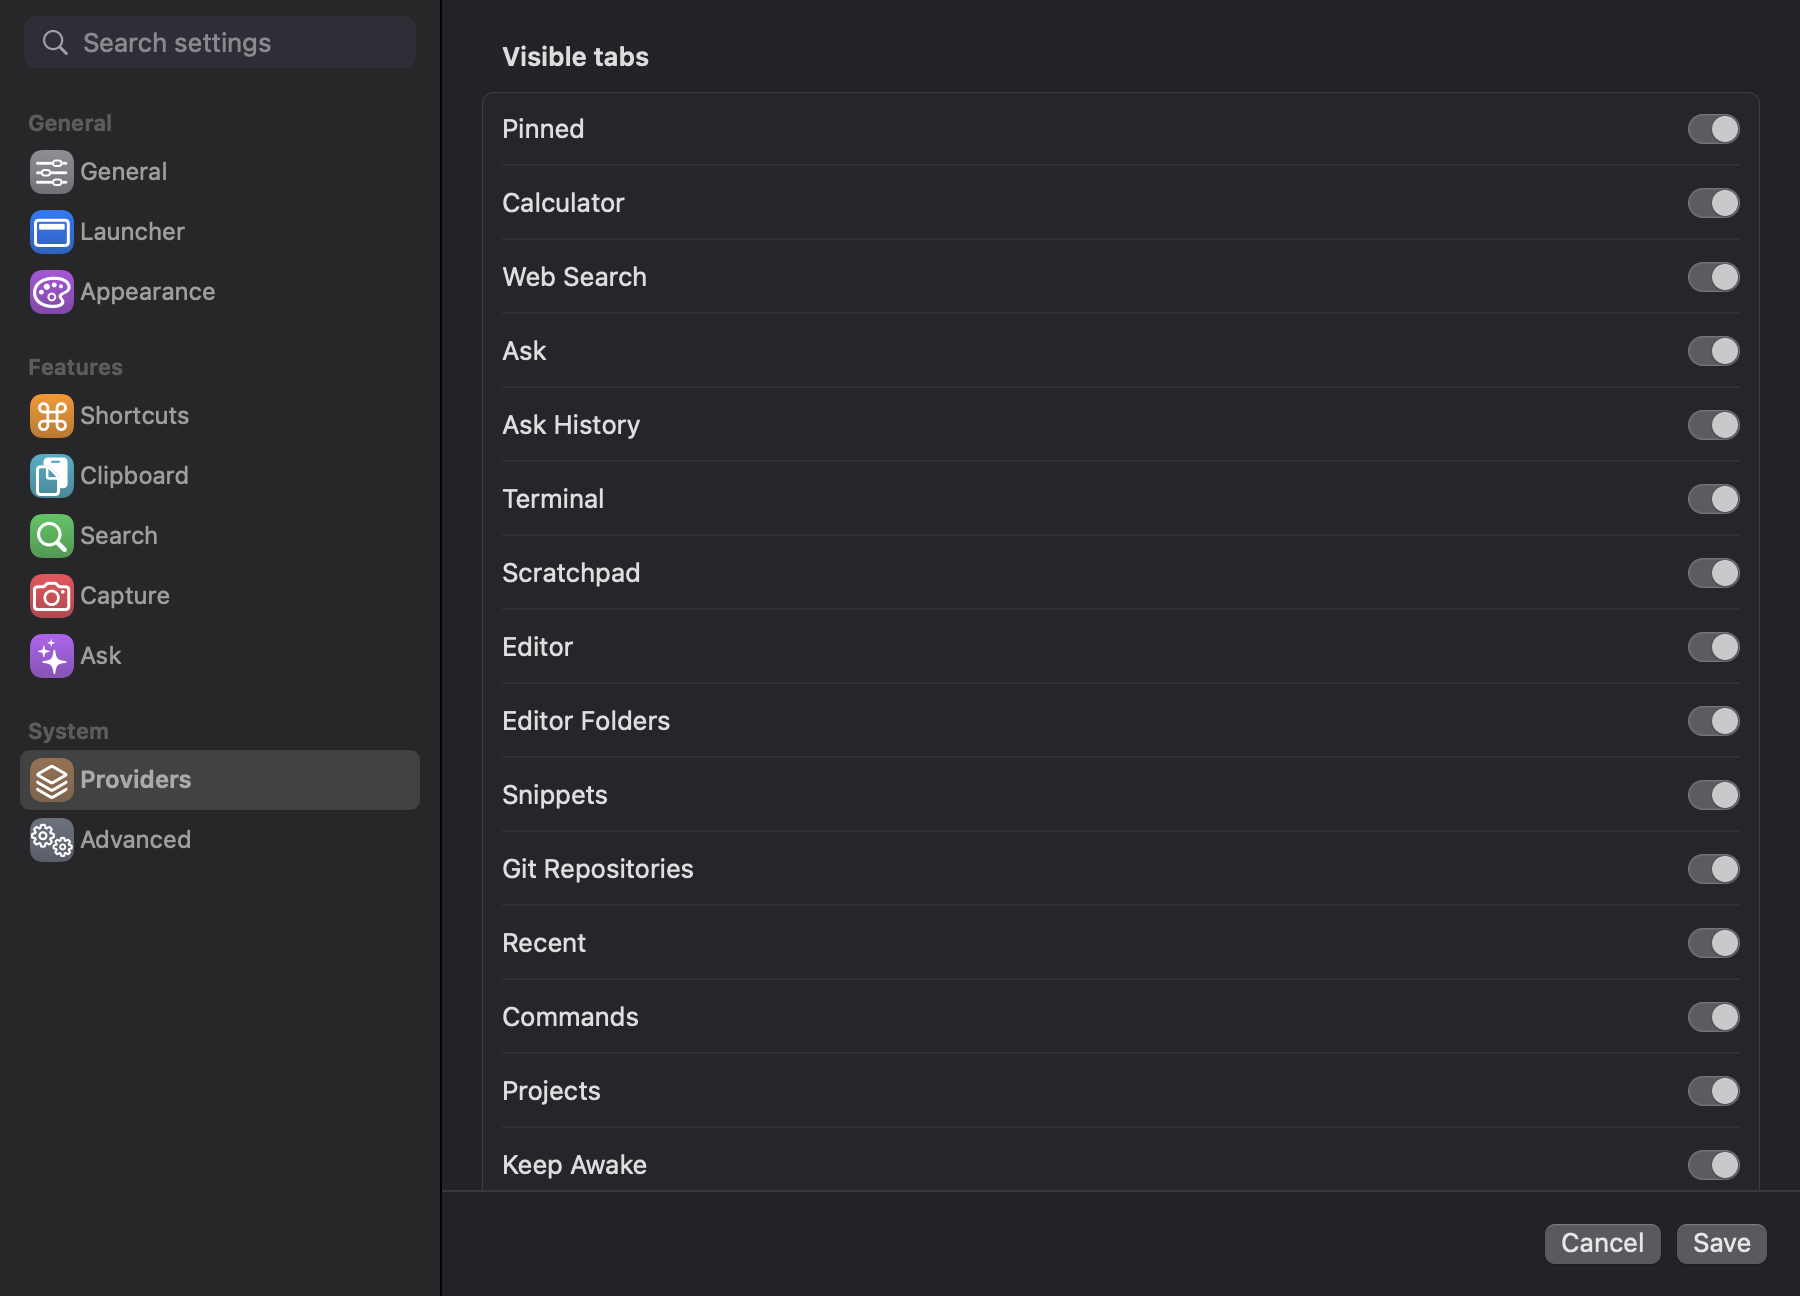 Search settings
General
General
Launcher
Appearance
Features
Shortcuts
Clipboard
Search
Capture
Ask
System
Providers
Advanced
Visible tabs
Pinned
Calculator
Web Search
Ask
Ask History
Terminal
Scratchpad
Editor
Editor Folders
Snippets
Git Repositories
Recent
Commands
Projects
Keep Awake
Cancel
Save